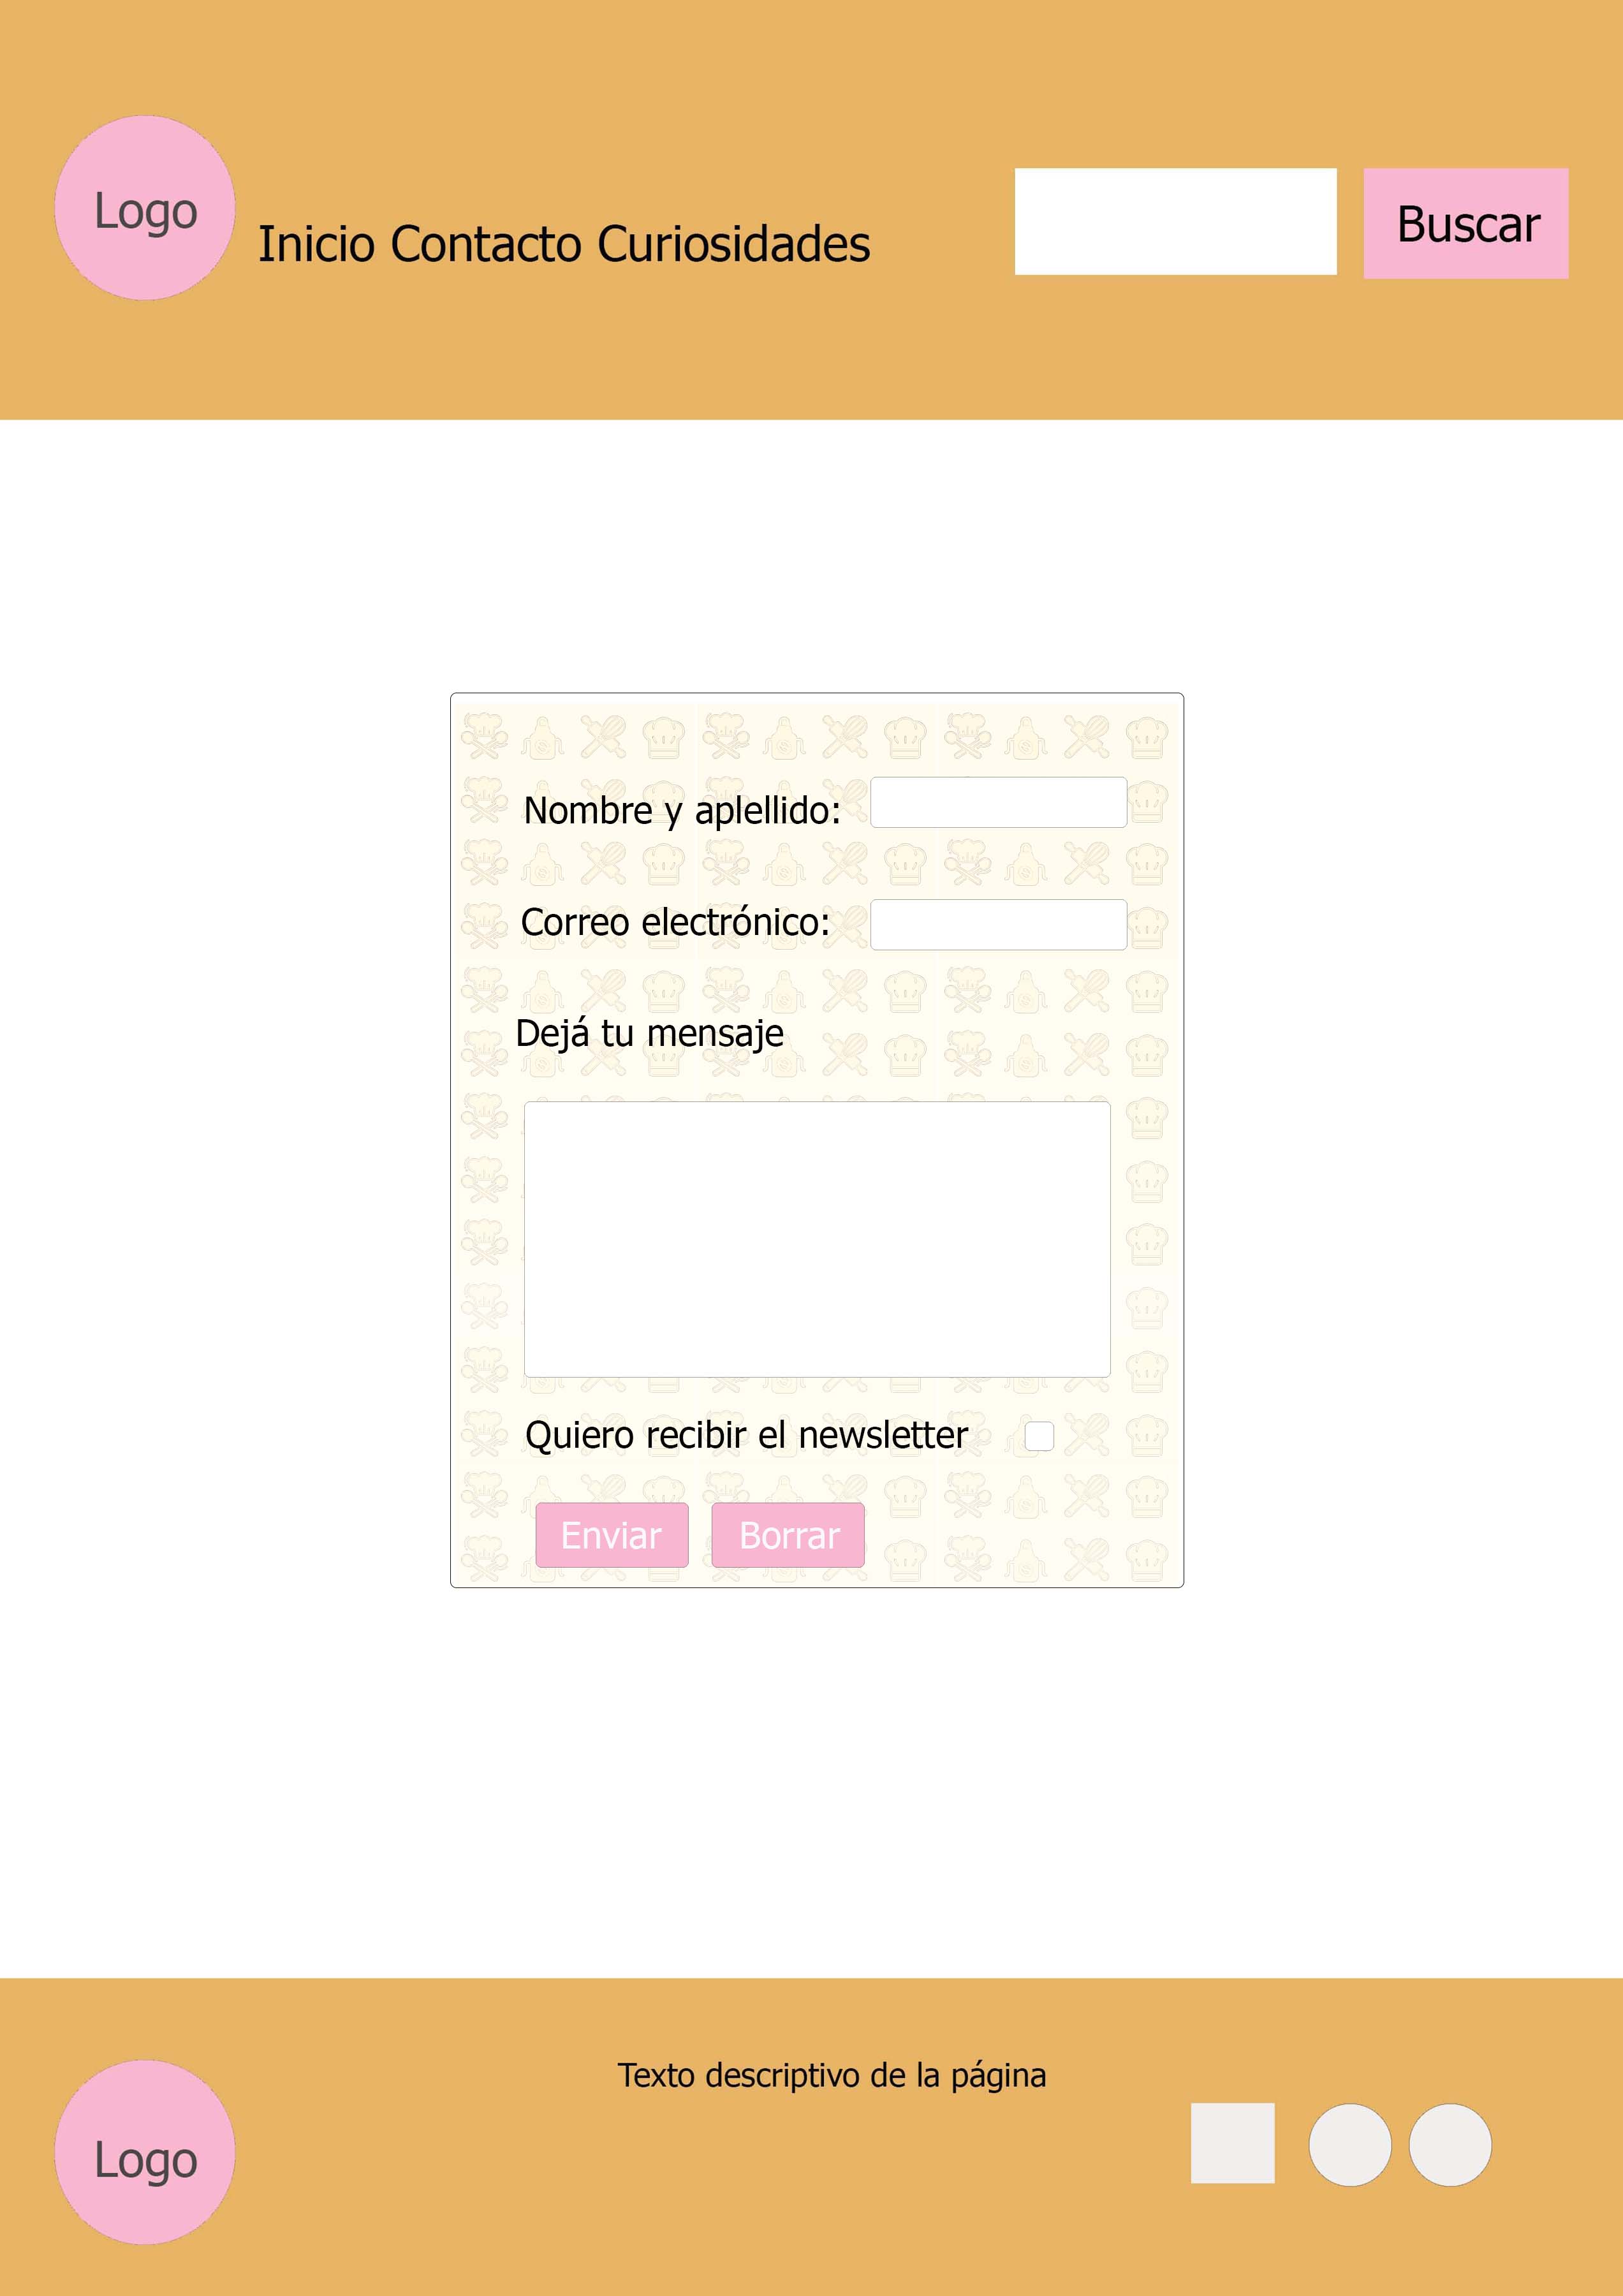 Logo
Inicio Contacto Curiosidades
Buscar
Nombre y aplellido:
Correo electrónico:
Dejá tu mensaje
Quiero recibir el newsletter
Enviar
Borrar
Texto descriptivo de la página
Logo